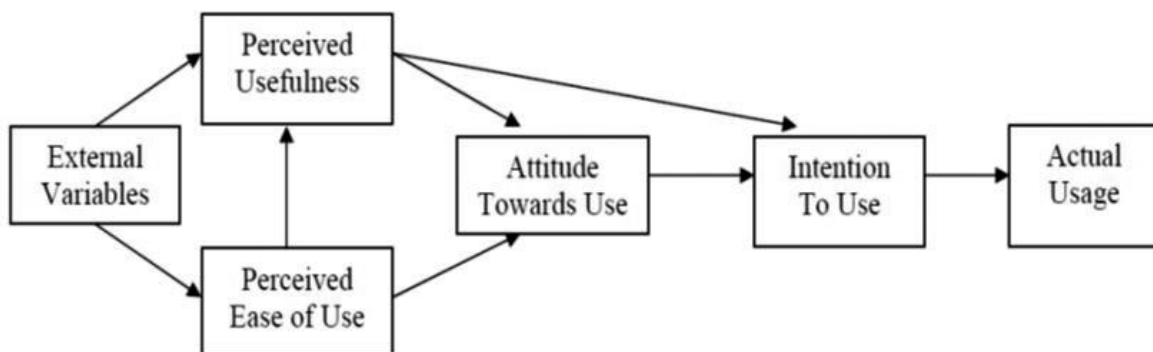 Perceived
Usefulness
External
Variables
Perceived
Ease of Use
Attitude
Towards Use
Intention
To Use
Actual
Usage